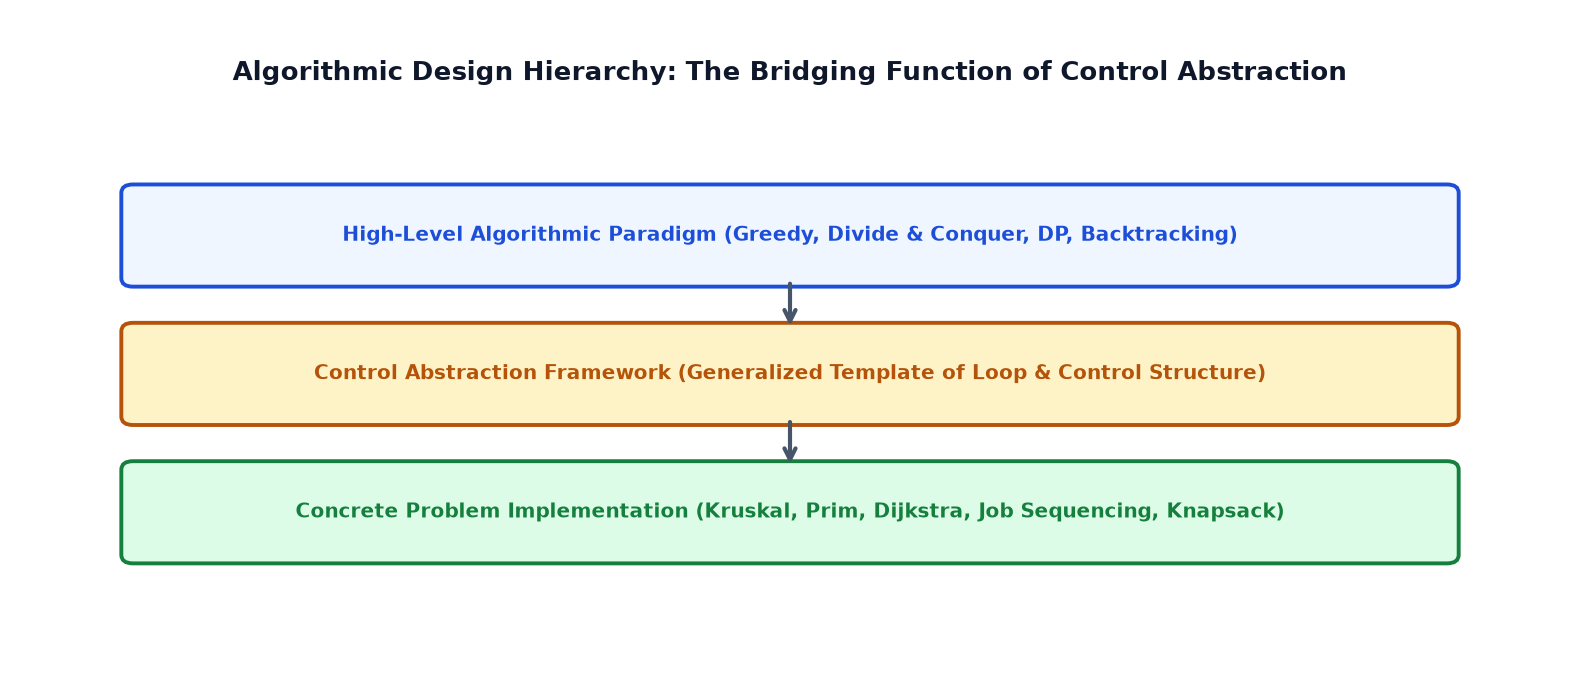 Algorithmic Design Hierarchy: The Bridging Function of Control Abstraction
High-Level Algorithmic Paradigm (Greedy, Divide & Conquer, DP, Backtracking)
Control Abstraction Framework (Generalized Template of Loop & Control Structure)
Concrete Problem Implementation (Kruskal, Prim, Dijkstra, Job Sequencing, Knapsack)